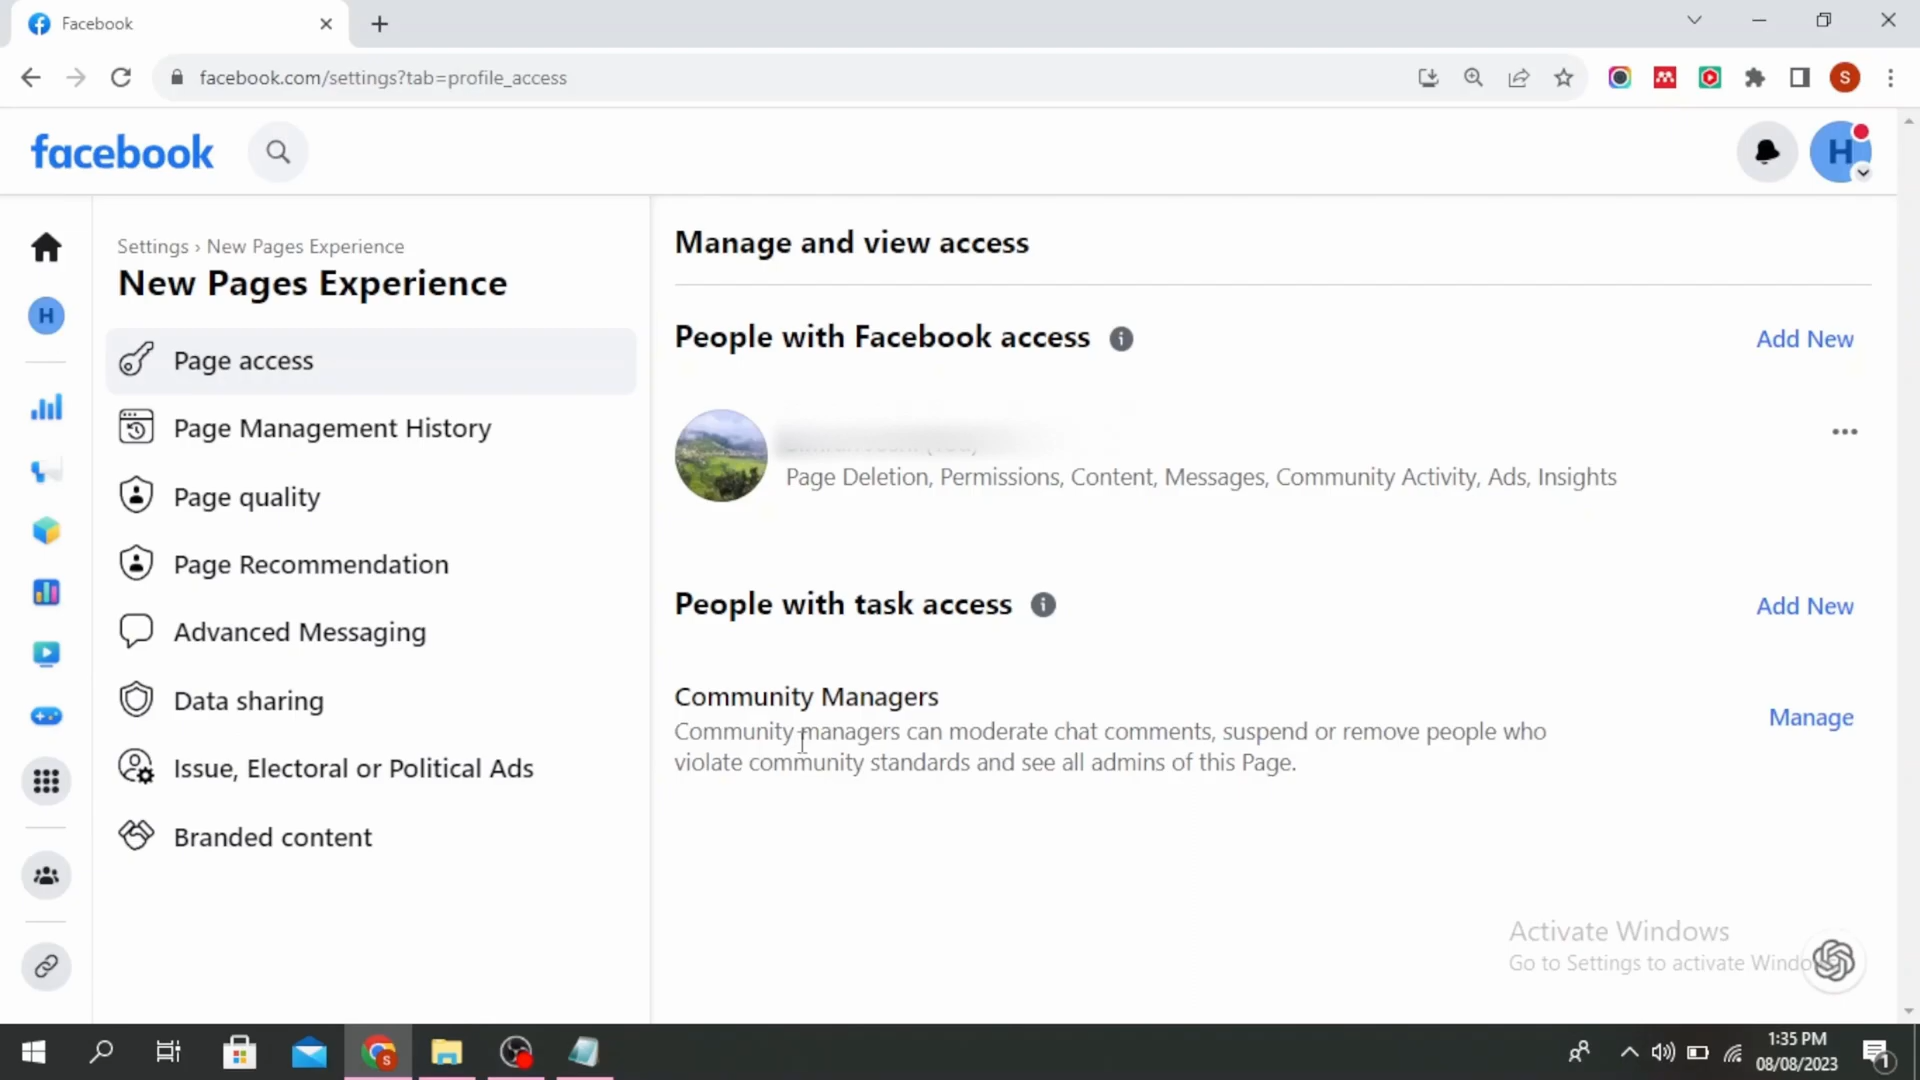 Facebook
facebook.com/settings?tab=profile_access
S
facebook
H
Settings › New Pages Experience
New Pages Experience
H
Page access
Page Management History
Page quality
Page Recommendation
Advanced Messaging
Data sharing
Issue, Electoral or Political Ads
Branded content
Manage and view access
People with Facebook access
Add New
Page Deletion, Permissions, Content, Messages, Community Activity, Ads, Insights
People with task access
Add New
Community Managers
Community managers can moderate chat comments, suspend or remove people who
violate community standards and see all admins of this Page.
Manage
Activate Windows
Go to Settings to activate
S
1:35 PM
08/08/2023
1